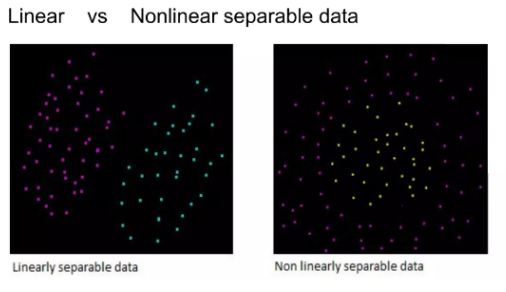 Linear vs Nonlinear separable data
Linearly separable data
Non linearly separable data